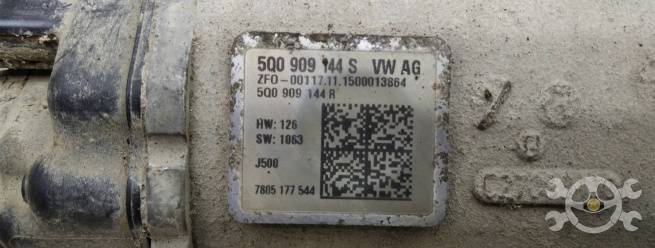 5Q0 909 144 S VW AG
ZFO-00117.11.1500013864
5Q0 909 144 R
HW: 126
SW: 1063
J500
7805 177 544